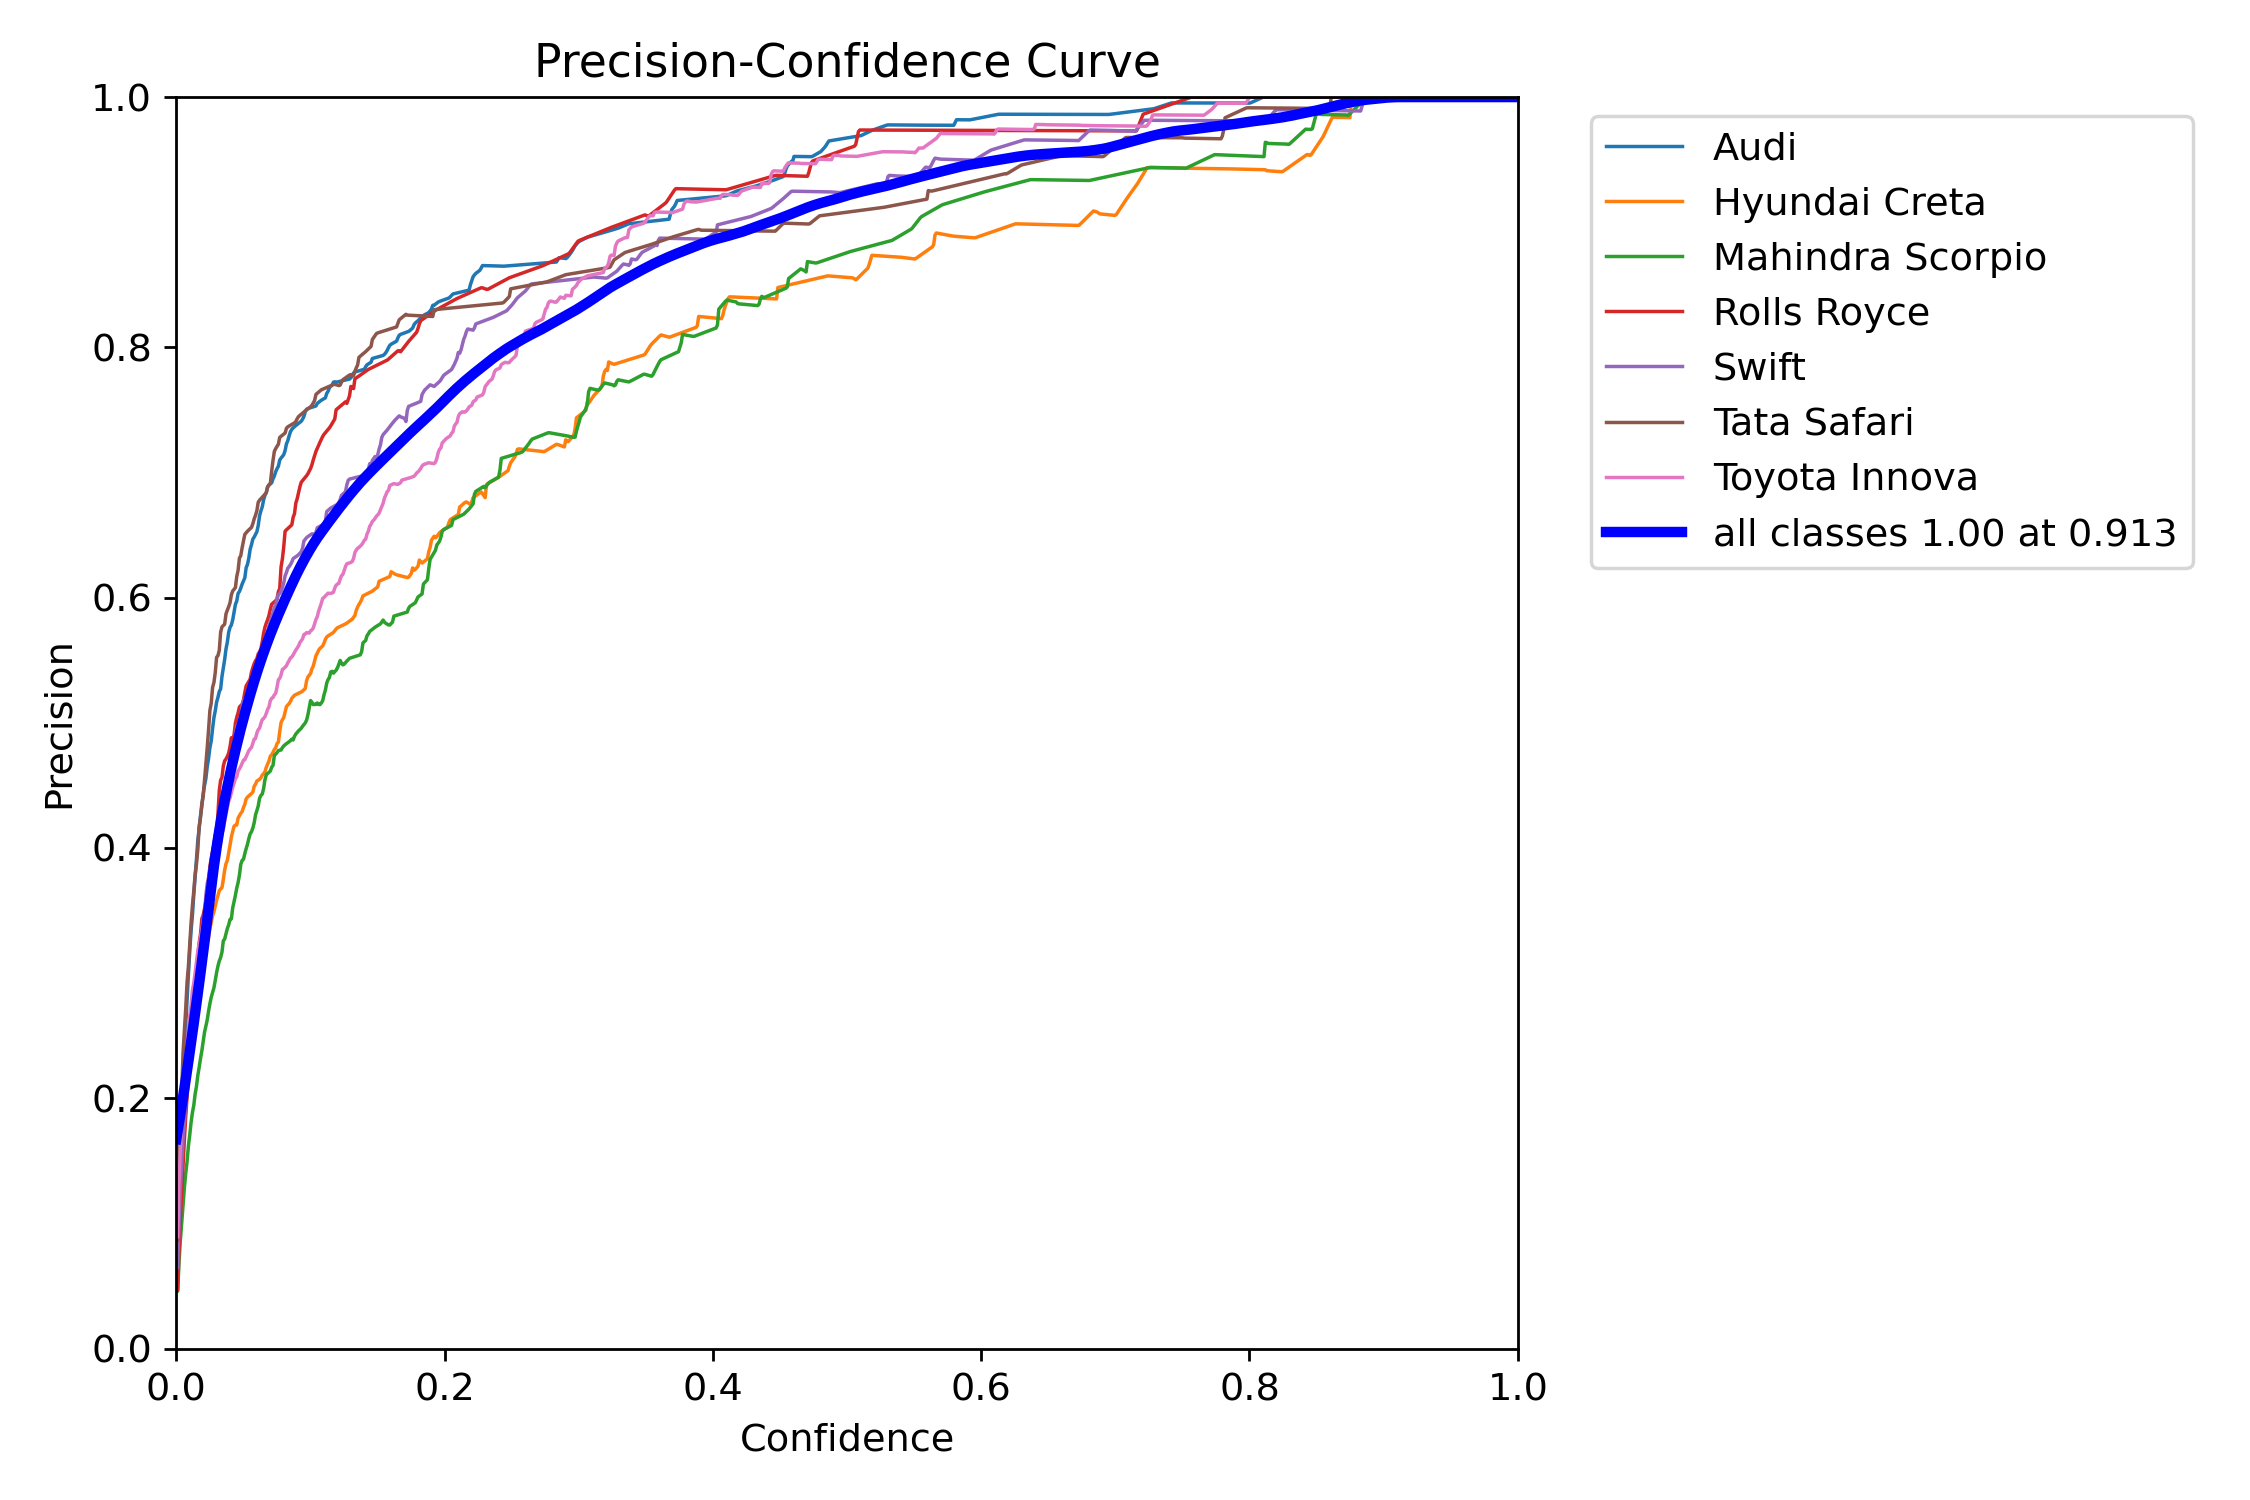 Precision-Confidence Curve
1.0
0.8
0.6
0.4
0.2
0.0
Precision
0.0 0.2 0.4 0.6 0.8 1.0
Confidence
Audi
Hyundai Creta
Mahindra Scorpio
Rolls Royce
Swift
Tata Safari
Toyota Innova
all classes 1.00 at 0.913